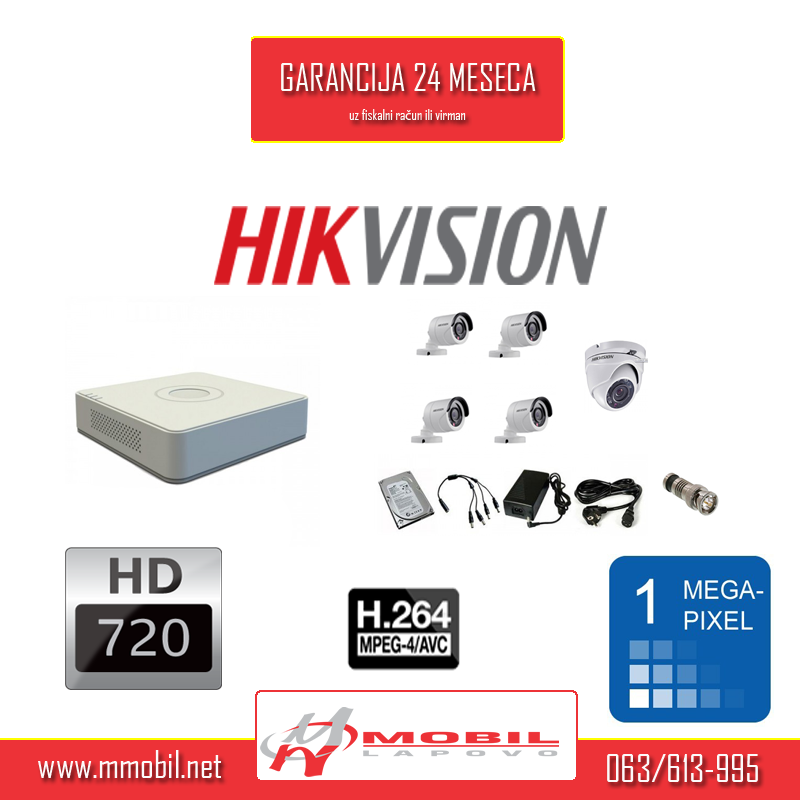 GARANCIJA 24 MESECA
uz fiskalni račun ili virman
HIKVISION
HIKVISION
HD
720
H.264
MPEG-4/AVC
1 MEGA-
PIXEL
MOBIL
LAPOVO
www.mmobil.net
063/613-995